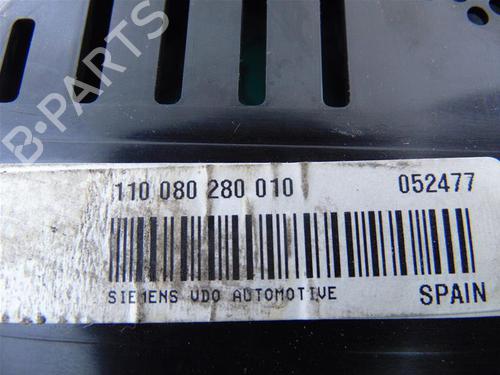 B-PARTS
110 080 280 010 052477
SIEMENS VDO AUTOMOTIVE SPAIN